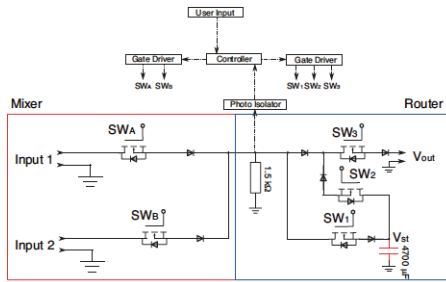 User Input
Gate Driver
Controller
Gate Driver
SWA SWB
SW1 SW2 SW3
Photo Isolator
Mixer
Router
SWA
SW3
Input 1
Vout
SW2
1.5 kΩ
SWB
SW1
Vst
Input 2
4700 μF